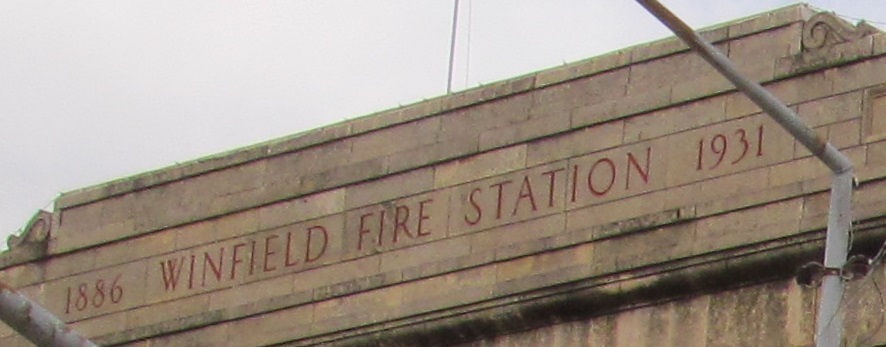 1886 WINFIELD FIRE STATION 1931